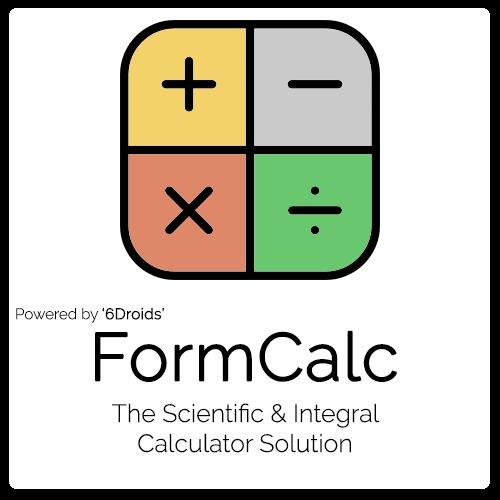 + −
× ÷
Powered by '6Droids'
FormCalc
The Scientific & Integral
Calculator Solution